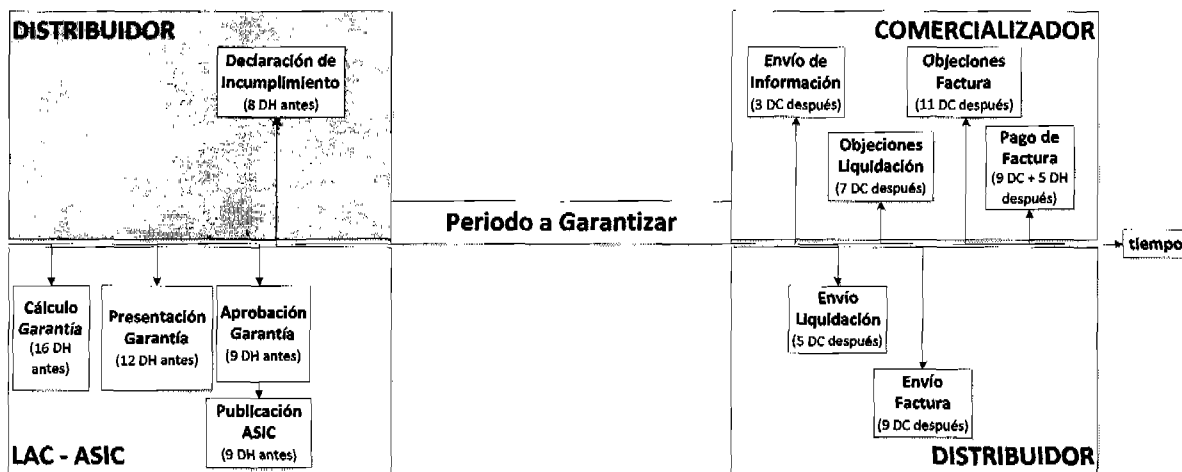 DISTRIBUIDOR
Declaración de
Incumplimiento
(8 DH antes)
COMERCIALIZADOR
Envío de
Información
(3 DC después)
Objeciones
Factura
(11 DC después)
Objeciones
Liquidación
(7 DC después)
Pago de
Factura
(9 DC + 5 DH
después)
Periodo a Garantizar
tiempo
Cálculo
Garantía
(16 DH
antes)
Presentación
Garantía
(12 DH antes)
Aprobación
Garantía
(9 DH antes)
Publicación
ASIC
(9 DH antes)
LAC - ASIC
Envío
Liquidación
(5 DC después)
Envío
Factura
(9 DC después)
DISTRIBUIDOR